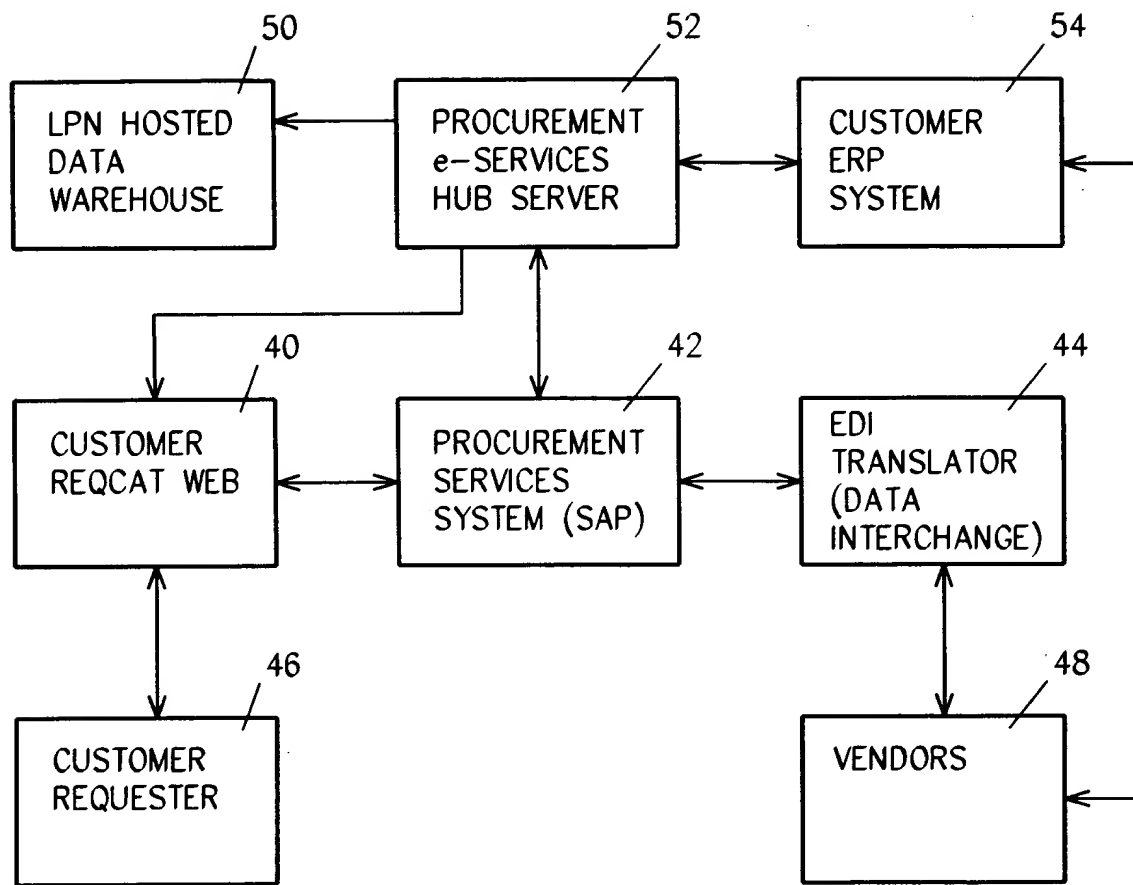 50
LPN HOSTED
DATA
WAREHOUSE
52
PROCUREMENT
e-SERVICES
HUB SERVER
54
CUSTOMER
ERP
SYSTEM
40
CUSTOMER
REQCAT WEB
42
PROCUREMENT
SERVICES
SYSTEM (SAP)
44
EDI
TRANSLATOR
(DATA
INTERCHANGE)
46
CUSTOMER
REQUESTER
48
VENDORS